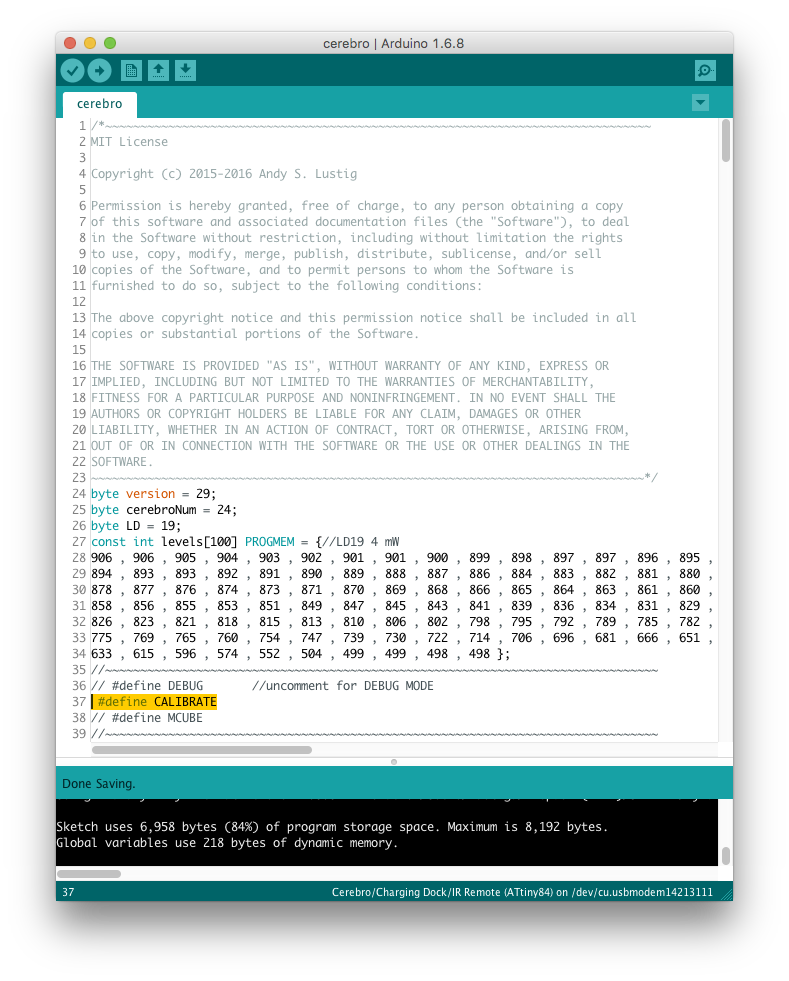 cerebro | Arduino 1.6.8
cerebro
1 /*~~~~~~~~~~~~~~~~~~~~~~~~~~~~~~~~~~~~~~~~~~~~~~~~~~~~~~~~~~~~~~~~~~~~~~~~~~~~~~
2 MIT License
3
4 Copyright (c) 2015-2016 Andy S. Lustig
5
6 Permission is hereby granted, free of charge, to any person obtaining a copy
7 of this software and associated documentation files (the "Software"), to deal
8 in the Software without restriction, including without limitation the rights
9 to use, copy, modify, merge, publish, distribute, sublicense, and/or sell
10 copies of the Software, and to permit persons to whom the Software is
11 furnished to do so, subject to the following conditions:
12
13 The above copyright notice and this permission notice shall be included in all
14 copies or substantial portions of the Software.
15
16 THE SOFTWARE IS PROVIDED "AS IS", WITHOUT WARRANTY OF ANY KIND, EXPRESS OR
17 IMPLIED, INCLUDING BUT NOT LIMITED TO THE WARRANTIES OF MERCHANTABILITY,
18 FITNESS FOR A PARTICULAR PURPOSE AND NONINFRINGEMENT. IN NO EVENT SHALL THE
19 AUTHORS OR COPYRIGHT HOLDERS BE LIABLE FOR ANY CLAIM, DAMAGES OR OTHER
20 LIABILITY, WHETHER IN AN ACTION OF CONTRACT, TORT OR OTHERWISE, ARISING FROM,
21 OUT OF OR IN CONNECTION WITH THE SOFTWARE OR THE USE OR OTHER DEALINGS IN THE
22 SOFTWARE.
23 ~~~~~~~~~~~~~~~~~~~~~~~~~~~~~~~~~~~~~~~~~~~~~~~~~~~~~~~~~~~~~~~~~~~~~~~~~~~~~~~*/
24 byte version = 29;
25 byte cerebroNum = 24;
26 byte LD = 19;
27 const int levels[100] PROGMEM = {//LD19 4 mW
28 906 , 906 , 905 , 904 , 903 , 902 , 901 , 901 , 900 , 899 , 898 , 897 , 897 , 896 , 895 ,
29 894 , 893 , 893 , 892 , 891 , 890 , 889 , 888 , 887 , 886 , 884 , 883 , 882 , 881 , 880 ,
30 878 , 877 , 876 , 874 , 873 , 871 , 870 , 869 , 868 , 866 , 865 , 864 , 863 , 861 , 860 ,
31 858 , 856 , 855 , 853 , 851 , 849 , 847 , 845 , 843 , 841 , 839 , 836 , 834 , 831 , 829 ,
32 826 , 823 , 821 , 818 , 815 , 813 , 810 , 806 , 802 , 798 , 795 , 792 , 789 , 785 , 782 ,
33 775 , 769 , 765 , 760 , 754 , 747 , 739 , 730 , 722 , 714 , 706 , 696 , 681 , 666 , 651 ,
34 633 , 615 , 596 , 574 , 552 , 504 , 499 , 499 , 498 , 498 };
35 //~~~~~~~~~~~~~~~~~~~~~~~~~~~~~~~~~~~~~~~~~~~~~~~~~~~~~~~~~~~~~~~~~~~~~~~~~~~~~~~
36 // #define DEBUG       //uncomment for DEBUG MODE
37 #define CALIBRATE
38 // #define MCUBE
39 //~~~~~~~~~~~~~~~~~~~~~~~~~~~~~~~~~~~~~~~~~~~~~~~~~~~~~~~~~~~~~~~~~~~~~~~~~~~~~~~
Done Saving.
Sketch uses 6,958 bytes (84%) of program storage space. Maximum is 8,192 bytes.
Global variables use 218 bytes of dynamic memory.
37 Cerebro/Charging Dock/IR Remote (ATtiny84) on /dev/cu.usbmodem14213111